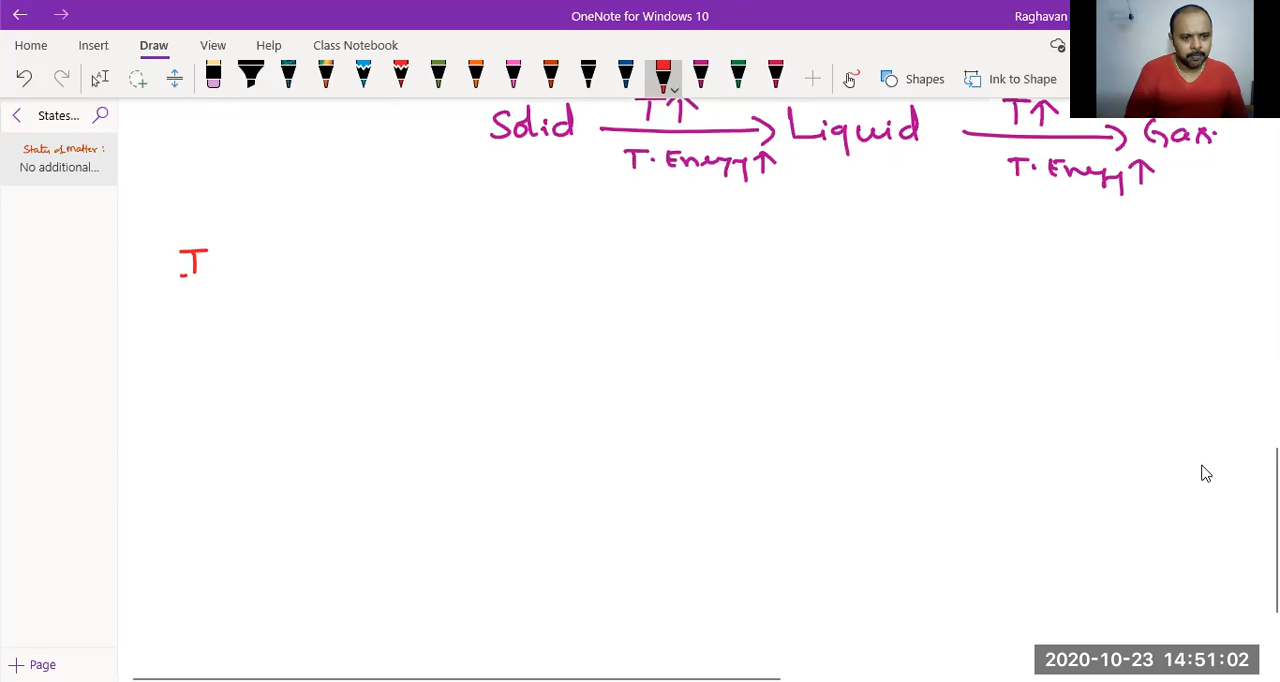 OneNote for Windows 10
Raghavan
Home Insert Draw View Help Class Notebook
Shapes Ink to Shape
States...
States of Matter :
No additional...
T↑ T↑
Solid → Liquid → Gas.
T. Energy↑ T. Energy↑
I
+ Page
2020-10-23 14:51:02